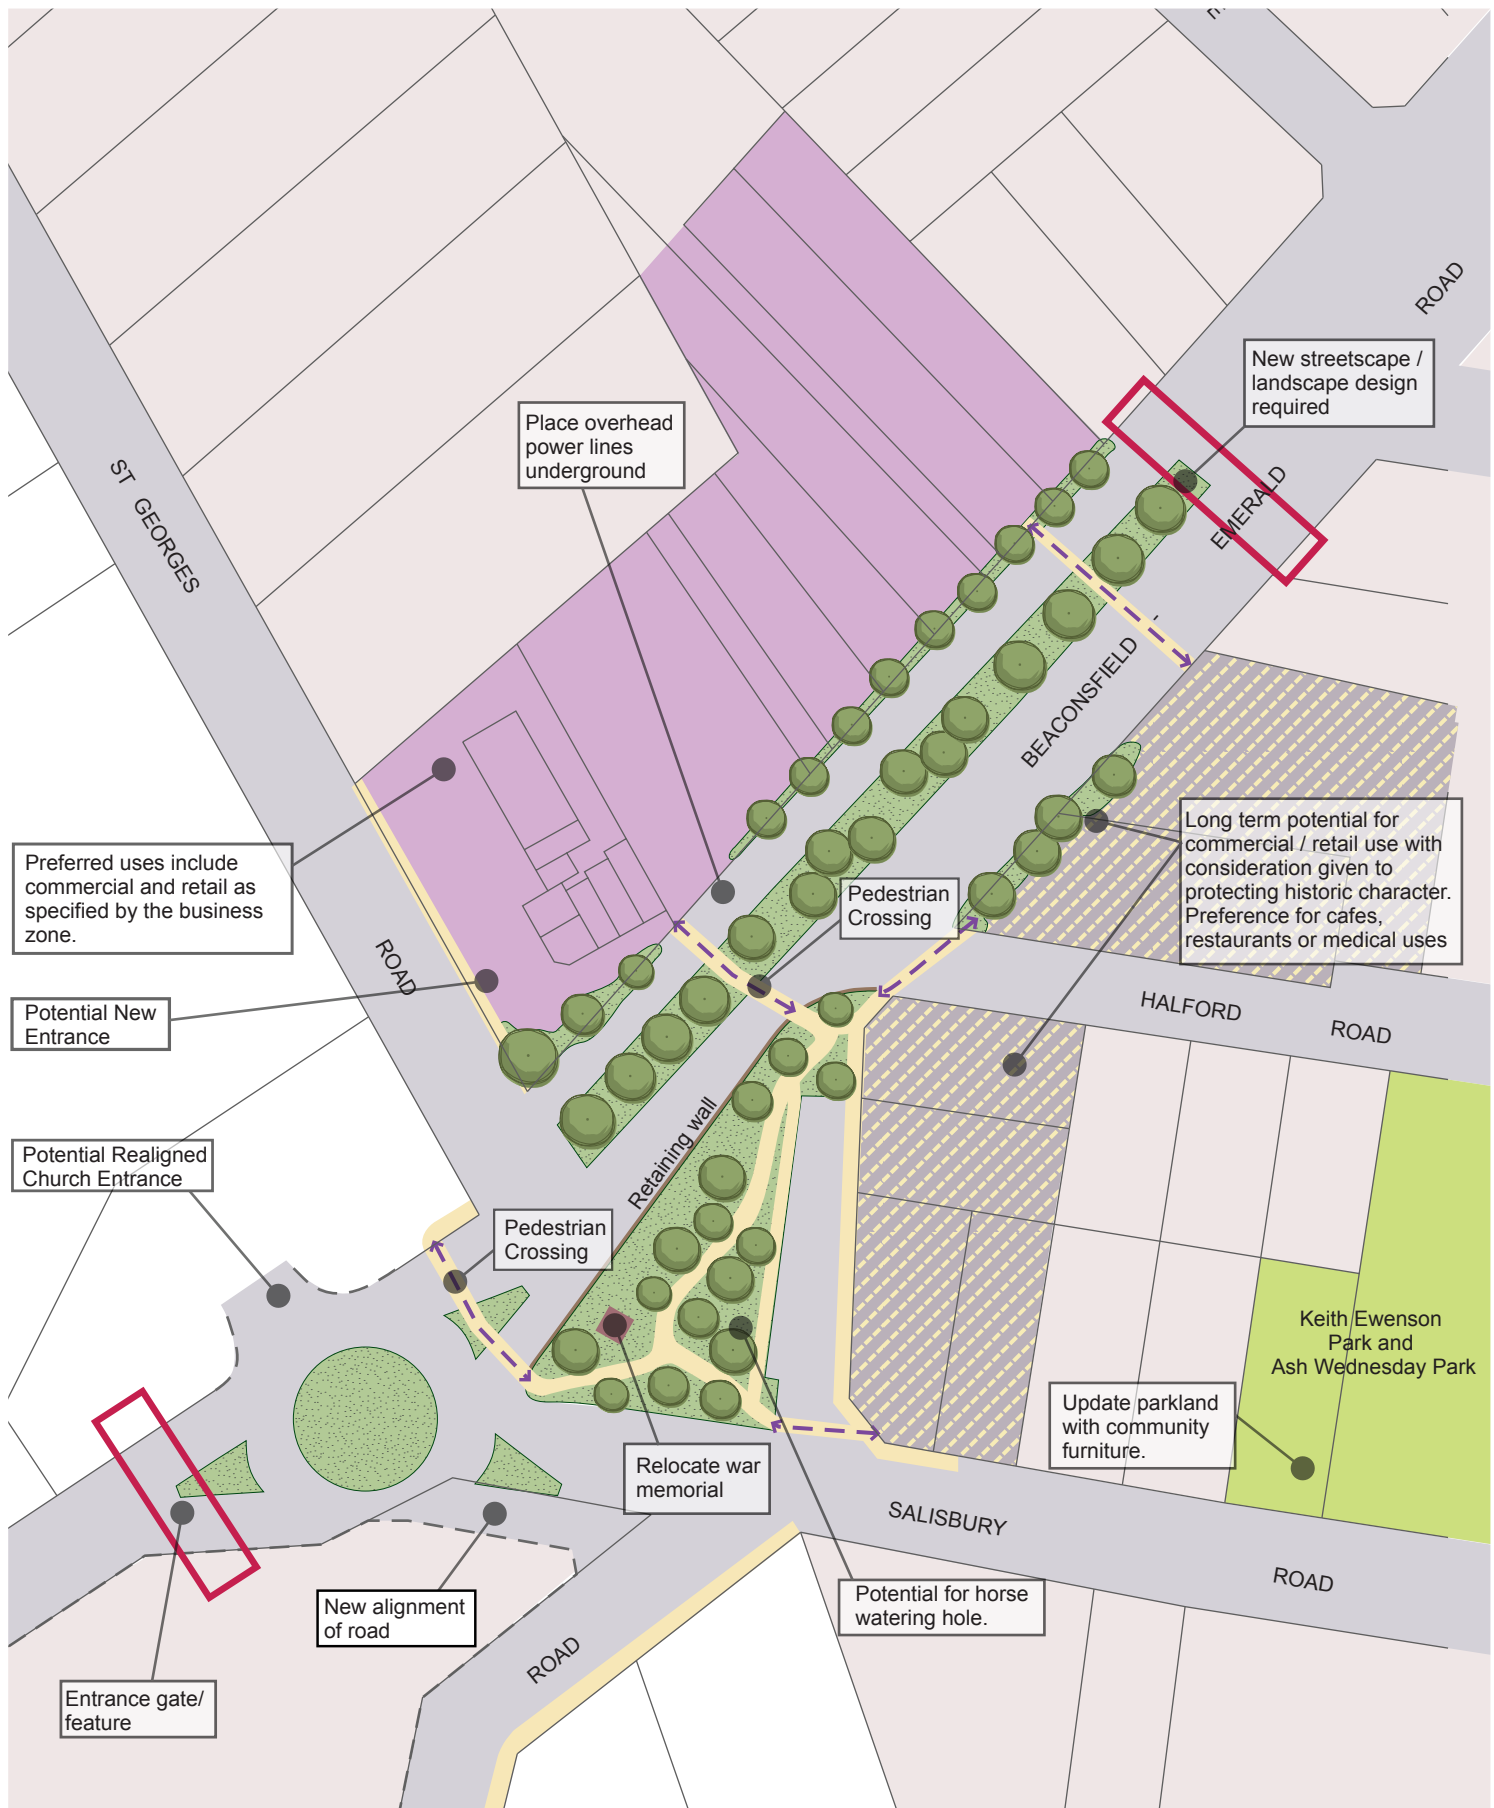 ROAD
New streetscape /
landscape design
required
Place overhead
power lines
underground
ST GEORGES
EMERALD
BEACONSFIELD -
Preferred uses include
commercial and retail as
specified by the business
zone.
Long term potential for
commercial / retail use with
consideration given to
protecting historic character.
Preference for cafes,
restaurants or medical uses
Pedestrian
Crossing
ROAD
Potential New
Entrance
HALFORD
ROAD
Retaining wall
Potential Realigned
Church Entrance
Pedestrian
Crossing
Keith Ewenson
Park and
Ash Wednesday Park
Update parkland
with community
furniture.
Relocate war
memorial
SALISBURY
ROAD
New alignment
of road
Potential for horse
watering hole.
ROAD
Entrance gate/
feature